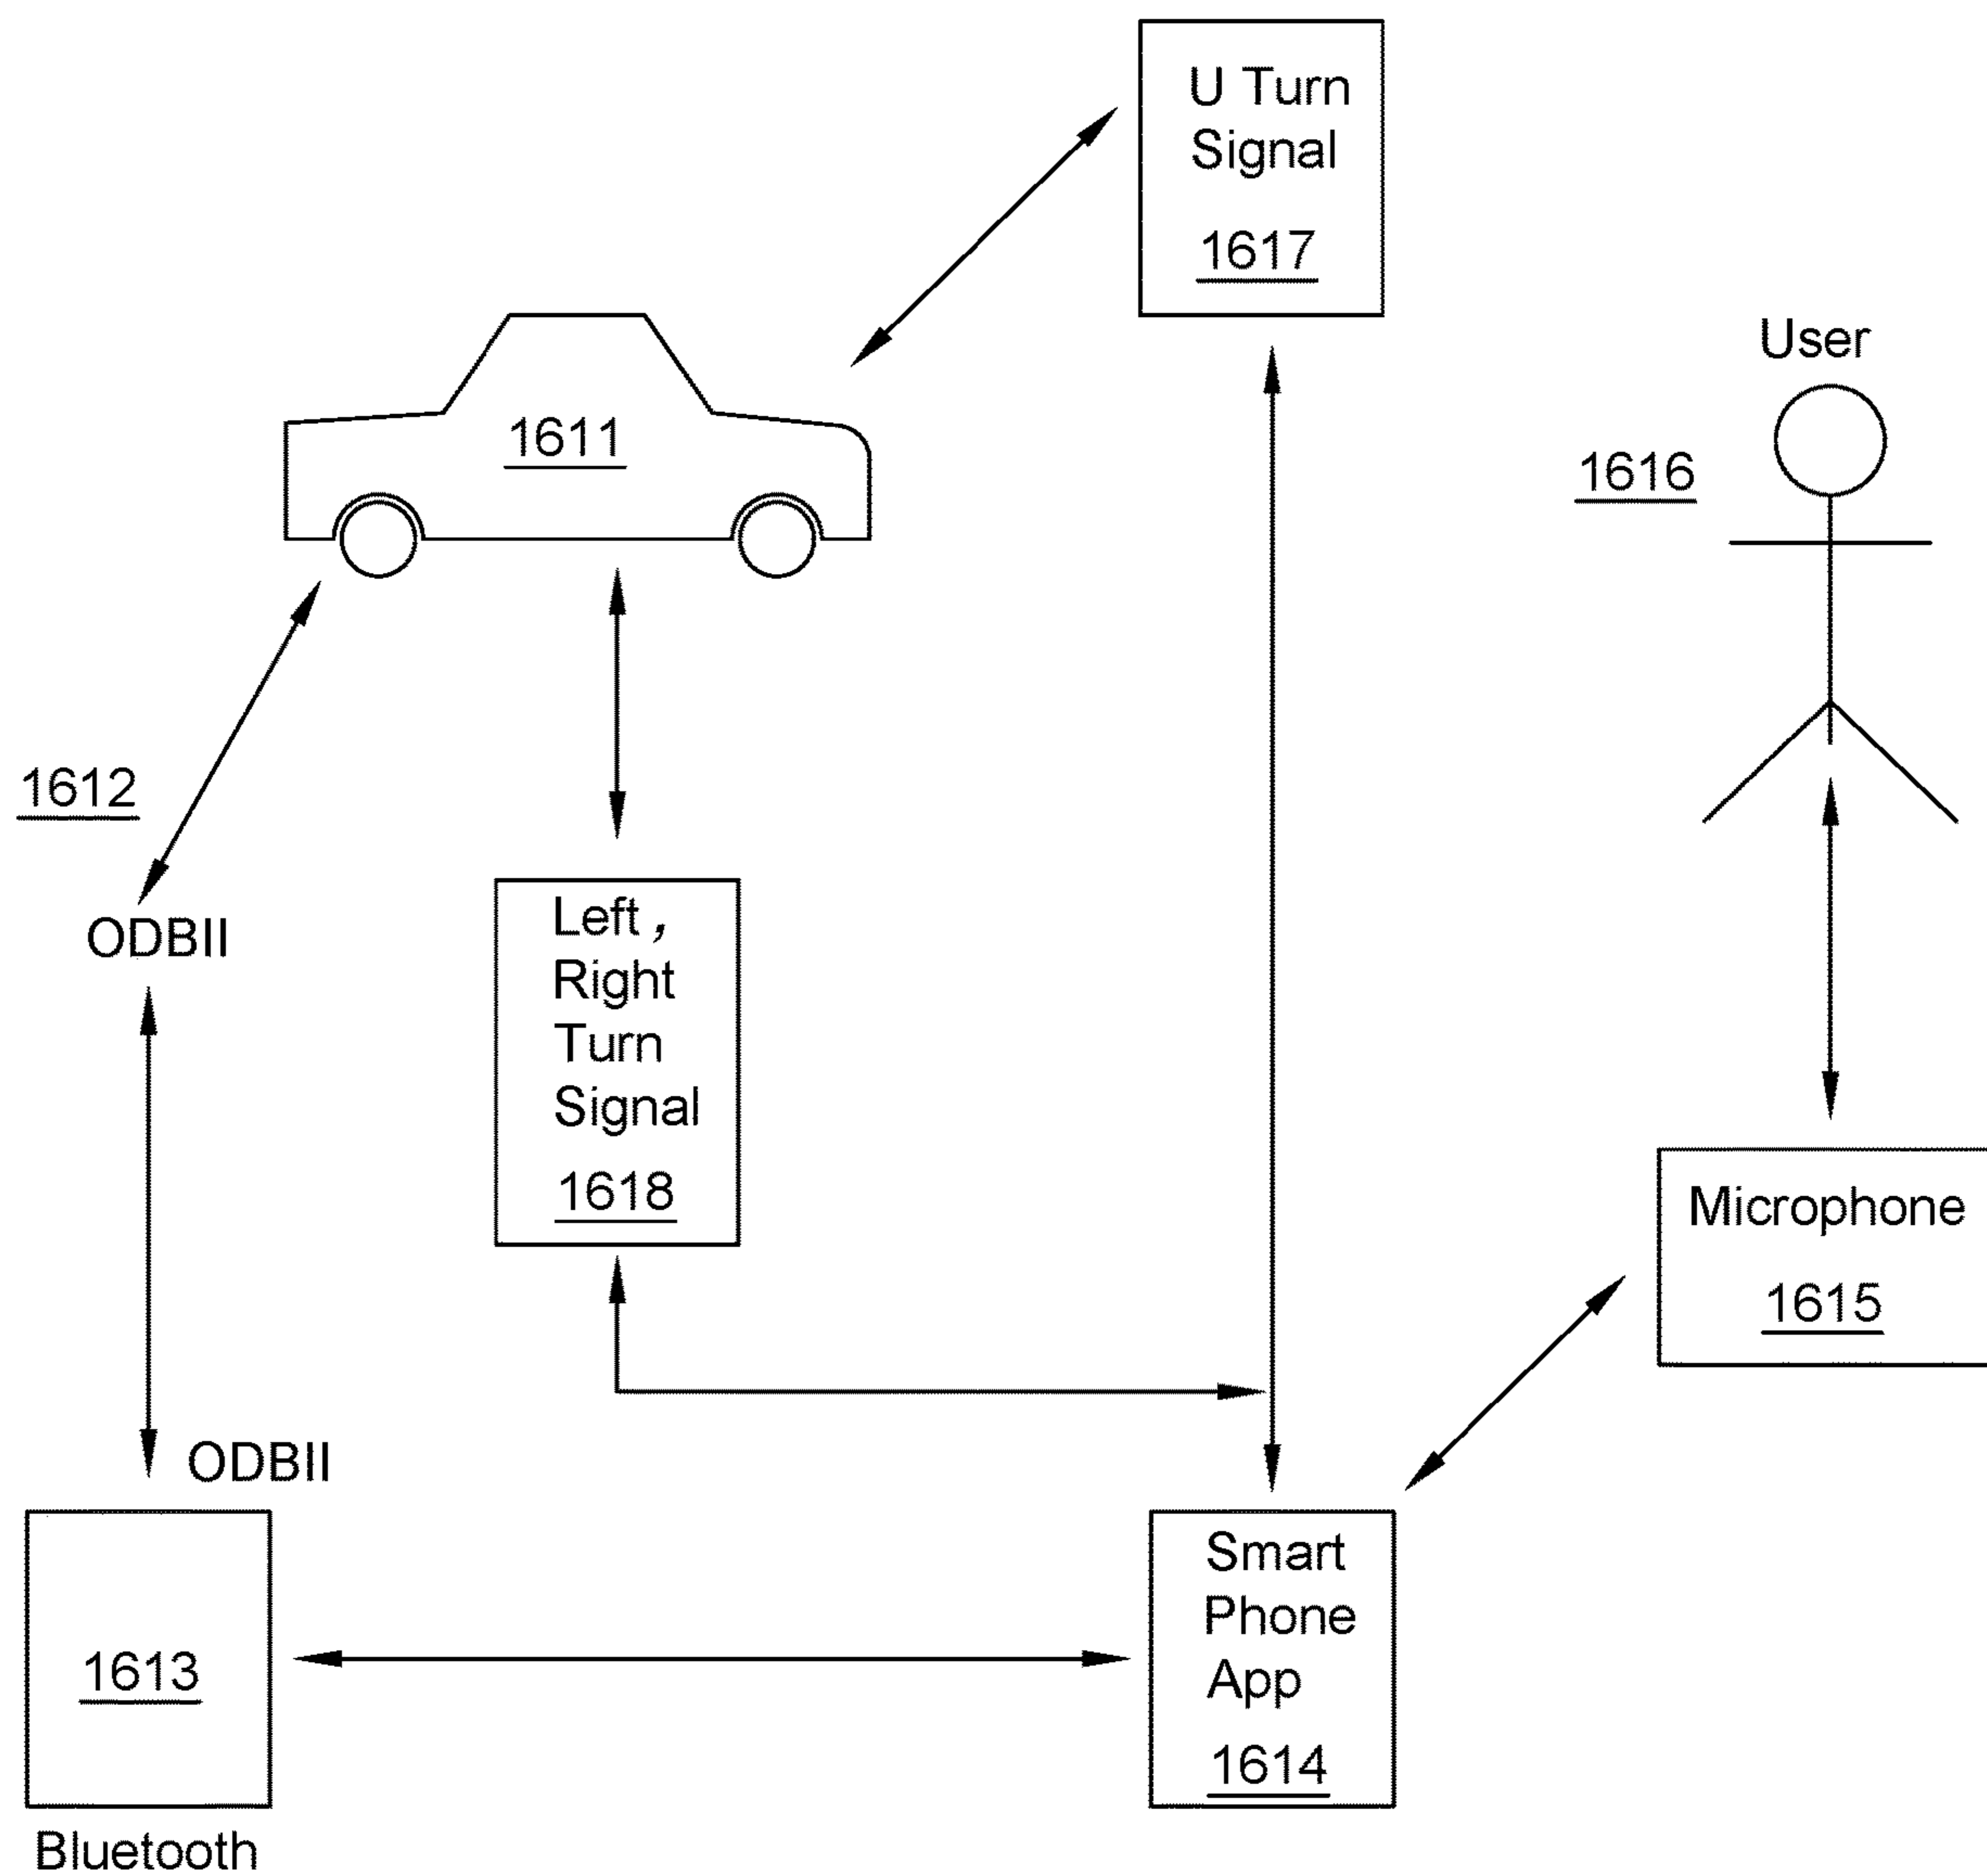 U Turn
Signal
1617
User
1616
1611
1612
ODBII
Left,
Right
Turn
Signal
1618
Microphone
1615
ODBII
1613
Bluetooth
Smart
Phone
App
1614